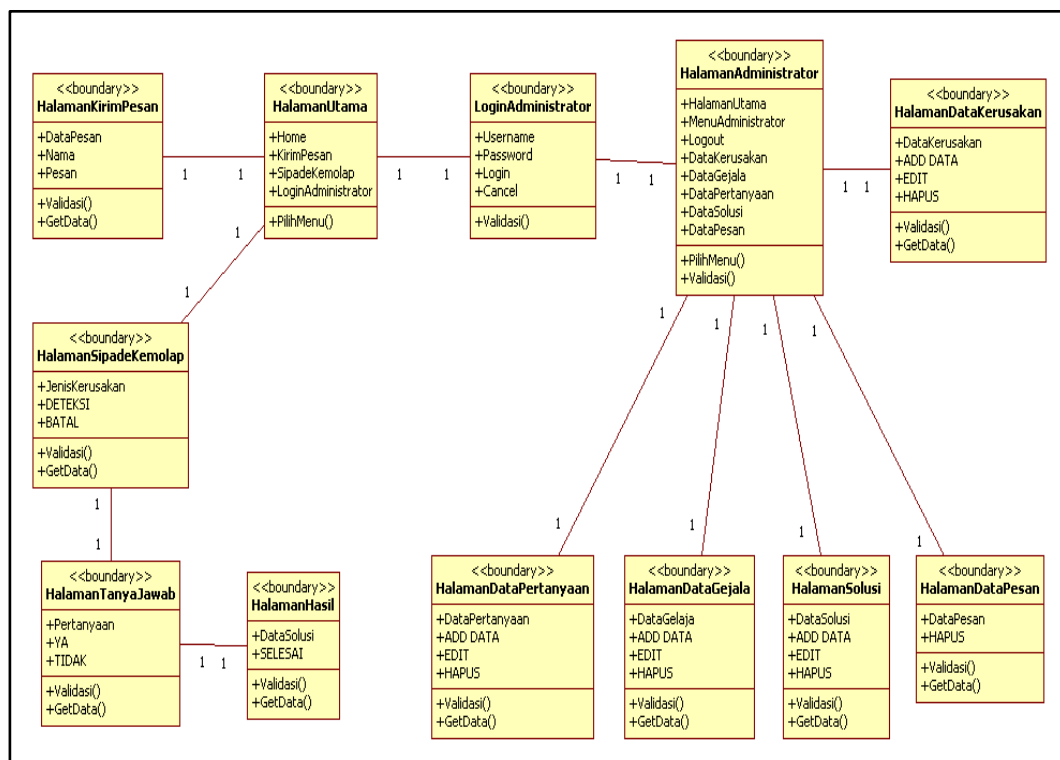 <<boundary>>
HalamanKirimPesan
+DataPesan
+Nama
+Pesan
+Validasi()
+GetData()
<<boundary>>
HalamanUtama
+Home
+KirimPesan
+SipadeKemolap
+LoginAdministrator
+PilihMenu()
<<boundary>>
LoginAdministrator
+Username
+Password
+Login
+Cancel
+Validasi()
<<boundary>>
HalamanAdministrator
+HalamanUtama
+MenuAdministrator
+Logout
+DataKerusakan
+DataGejala
+DataPertanyaan
+DataSolusi
+DataPesan
+PilihMenu()
+Validasi()
<<boundary>>
HalamanDataKerusakan
+DataKerusakan
+ADD DATA
+EDIT
+HAPUS
+Validasi()
+GetData()
1 1
1 1
1 1
1 1
1
1
1 1 1 1
<<boundary>>
HalamanSipadeKemolap
+JenisKerusakan
+DETEKSI
+BATAL
+Validasi()
+GetData()
1
1
1 1 1 1
<<boundary>>
HalamanTanyaJawab
+Pertanyaan
+YA
+TIDAK
+Validasi()
+GetData()
1 1
<<boundary>>
HalamanHasil
+DataSolusi
+SELESAI
+Validasi()
+GetData()
<<boundary>>
HalamanDataPertanyaan
+DataPertanyaan
+ADD DATA
+EDIT
+HAPUS
+Validasi()
+GetData()
<<boundary>>
HalamanDataGejala
+DataGelaja
+ADD DATA
+EDIT
+HAPUS
+Validasi()
+GetData()
<<boundary>>
HalamanSolusi
+DataSolusi
+ADD DATA
+EDIT
+HAPUS
+Validasi()
+GetData()
<<boundary>>
HalamanDataPesan
+DataPesan
+HAPUS
+Validasi()
+GetData()